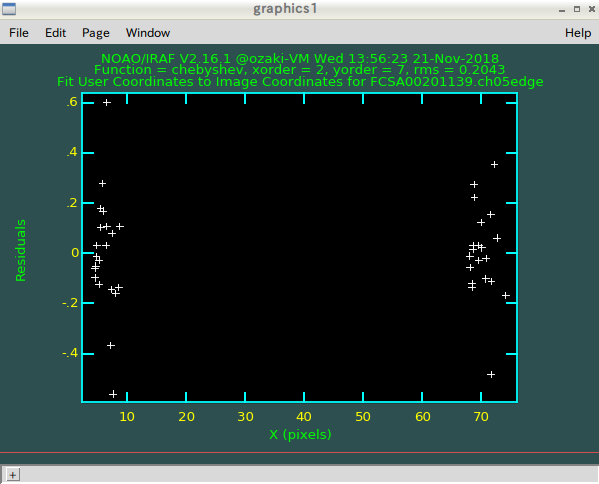 graphics1
File Edit Page Window Help
NOAO/IRAF V2.16.1 @ozaki-VM Wed 13:56:23 21-Nov-2018
Function = chebyshev, xorder = 2, yorder = 7, rms = 0.2043
Fit User Coordinates to Image Coordinates for FCSA00201139.ch05edge
.6
.4
.2
0
-.2
-.4
Residuals
10 20 30 40 50 60 70
X (pixels)